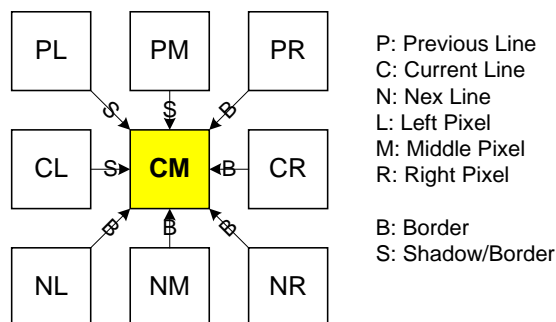 PL PM PR
S S B
CL S CM B CR
B B B
NL NM NR
P: Previous Line
C: Current Line
N: Nex Line
L: Left Pixel
M: Middle Pixel
R: Right Pixel
B: Border
S: Shadow/Border